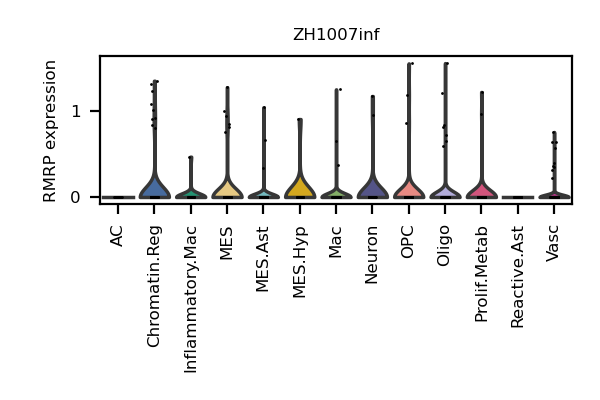 ZH1007inf
RMRP expression
1
0
AC
Chromatin.Reg
Inflammatory.Mac
MES
MES.Ast
MES.Hyp
Mac
Neuron
OPC
Oligo
Prolif.Metab
Reactive.Ast
Vasc